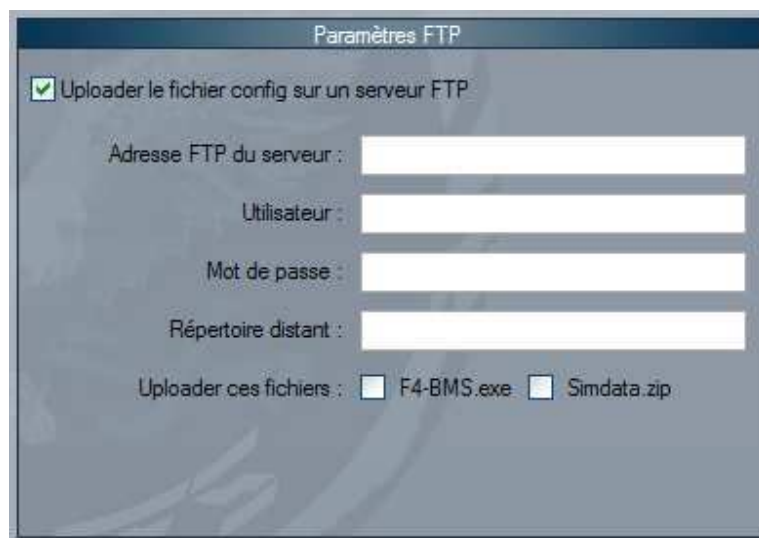 Paramètres FTP
Uploader le fichier config sur un serveur FTP
Adresse FTP du serveur :
Utilisateur :
Mot de passe :
Répertoire distant :
Uploader ces fichiers : F4-BMS.exe Simdata.zip